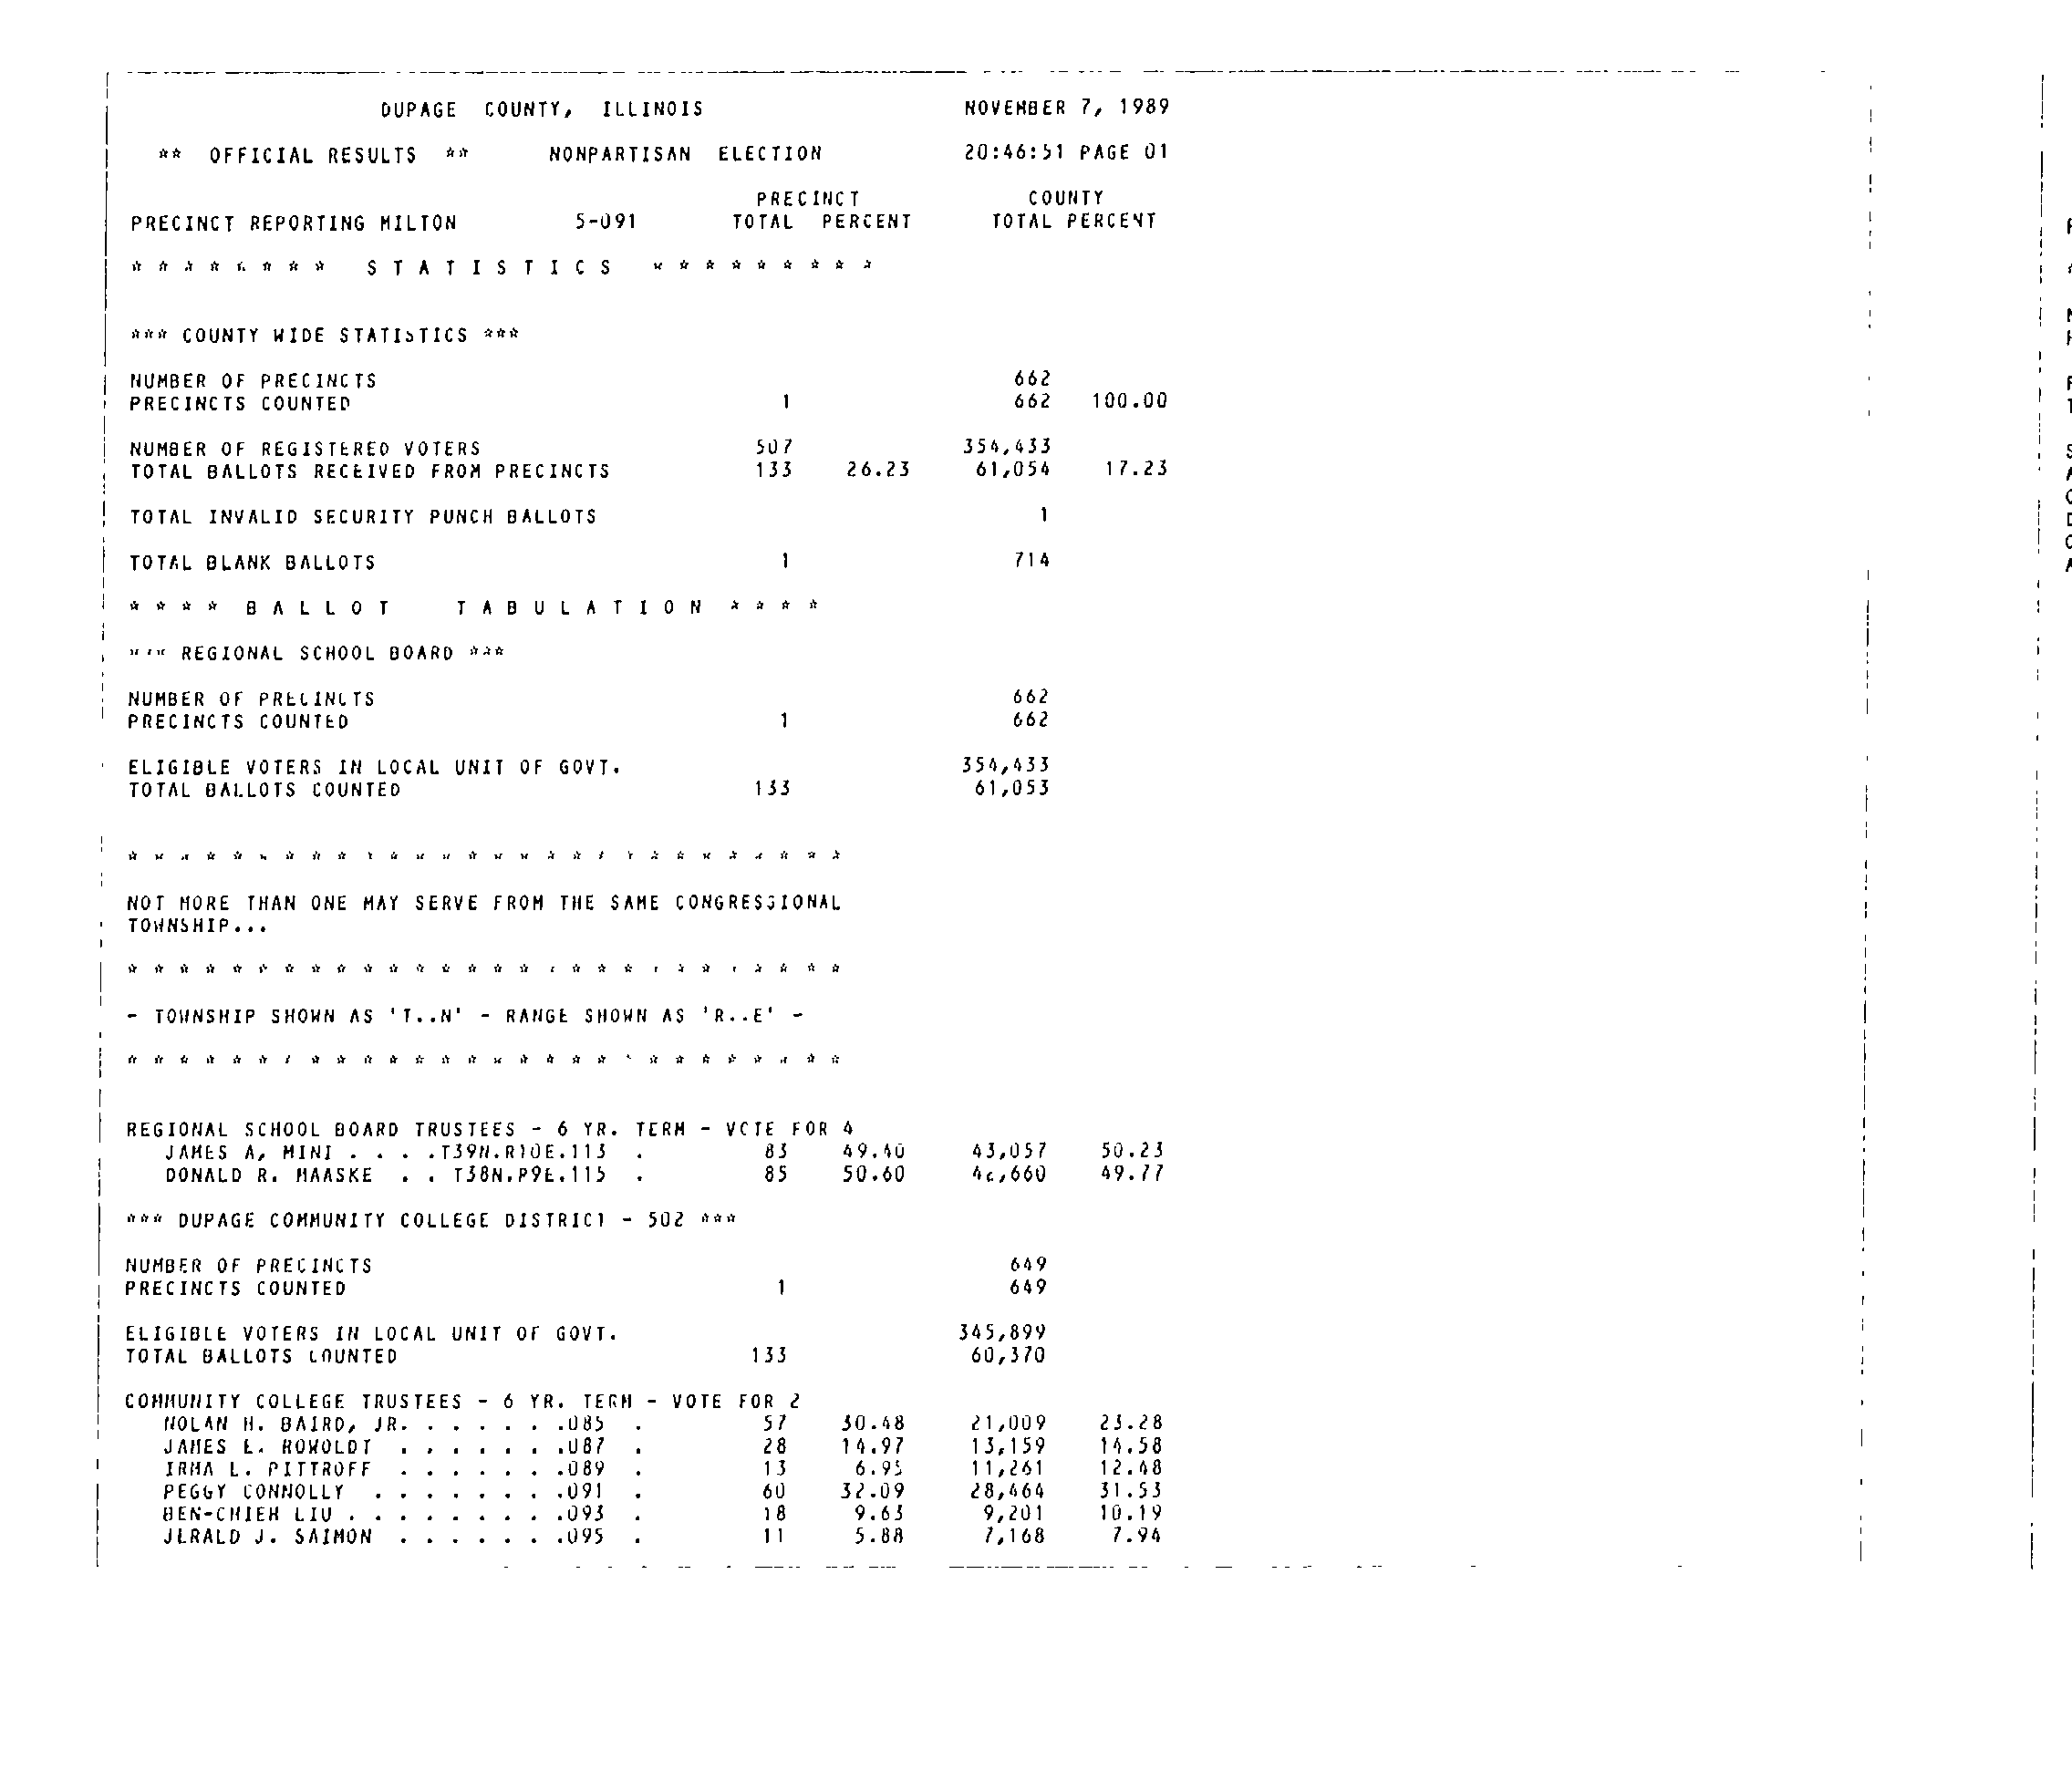 DUPAGE COUNTY, ILLINOIS NOVEMBER 7, 1989
** OFFICIAL RESULTS ** NONPARTISAN ELECTION 20:46:51 PAGE 01
PRECINCT COUNTY
PRECINCT REPORTING MILTON 5-091 TOTAL PERCENT TOTAL PERCENT
* * * * * * * * S T A T I S T I C S * * * * * * * * *
*** COUNTY WIDE STATISTICS ***
NUMBER OF PRECINCTS 662
PRECINCTS COUNTED 1 662 100.00
NUMBER OF REGISTERED VOTERS 507 354,433
TOTAL BALLOTS RECEIVED FROM PRECINCTS 133 26.23 61,054 17.23
TOTAL INVALID SECURITY PUNCH BALLOTS 1
TOTAL BLANK BALLOTS 1 714
* * * * B A L L O T T A B U L A T I O N * * * *
*** REGIONAL SCHOOL BOARD ***
NUMBER OF PRECINCTS 662
PRECINCTS COUNTED 1 662
ELIGIBLE VOTERS IN LOCAL UNIT OF GOVT. 354,433
TOTAL BALLOTS COUNTED 133 61,053
* * * * * * * * * * * * * * * * * * * * * * * * * * * *
NOT MORE THAN ONE MAY SERVE FROM THE SAME CONGRESSIONAL
TOWNSHIP...
* * * * * * * * * * * * * * * * * * * * * * * * * * * *
- TOWNSHIP SHOWN AS 'T..N' - RANGE SHOWN AS 'R..E' -
* * * * * * * * * * * * * * * * * * * * * * * * * * * *
REGIONAL SCHOOL BOARD TRUSTEES - 6 YR. TERM - VOTE FOR 4
JAMES A, MINI . . . .T39N.R10E.113 . 83 49.40 43,057 50.23
DONALD R. HAASKE . . T38N.R9E.115 . 85 50.60 42,660 49.77
*** DUPAGE COMMUNITY COLLEGE DISTRICT - 502 ***
NUMBER OF PRECINCTS 649
PRECINCTS COUNTED 1 649
ELIGIBLE VOTERS IN LOCAL UNIT OF GOVT. 345,899
TOTAL BALLOTS COUNTED 133 60,370
COMMUNITY COLLEGE TRUSTEES - 6 YR. TERM - VOTE FOR 2
NOLAN H. BAIRD, JR. . . . . . .085 . 57 30.48 21,009 23.28
JAMES E. ROWOLDT . . . . . . .087 . 28 14.97 13,159 14.58
IRMA L. PITTROFF . . . . . . .089 . 13 6.95 11,261 12.48
PEGGY CONNOLLY . . . . . . . .091 . 60 32.09 28,464 31.53
BEN-CHIEH LIU . . . . . . . . .093 . 18 9.63 9,201 10.19
JERALD J. SAIMON . . . . . . .095 . 11 5.88 7,168 7.94